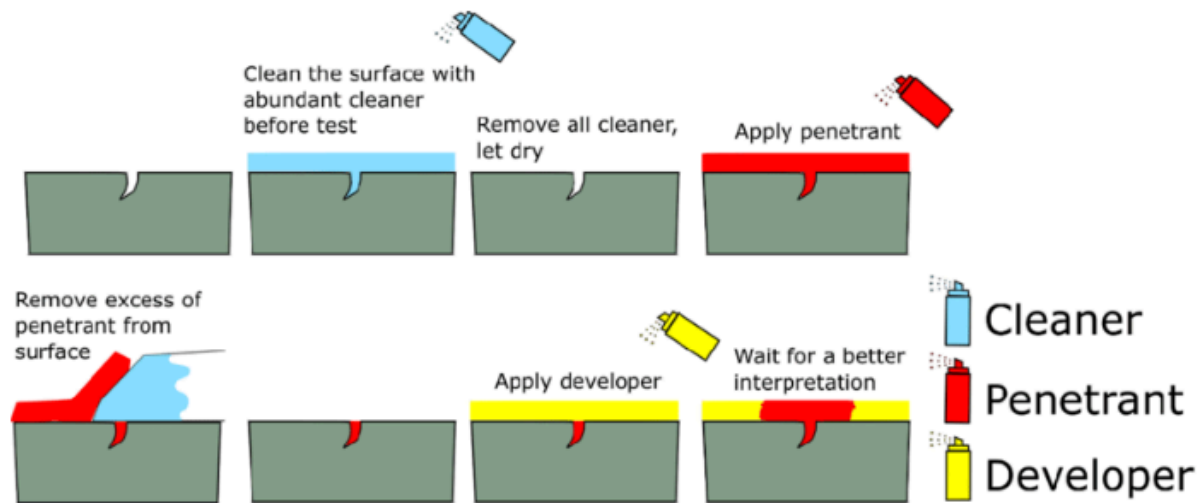 Clean the surface with
abundant cleaner
before test
Remove all cleaner,
let dry
Apply penetrant
Remove excess of
penetrant from
surface
Apply developer
Wait for a better
interpretation
Cleaner
Penetrant
Developer